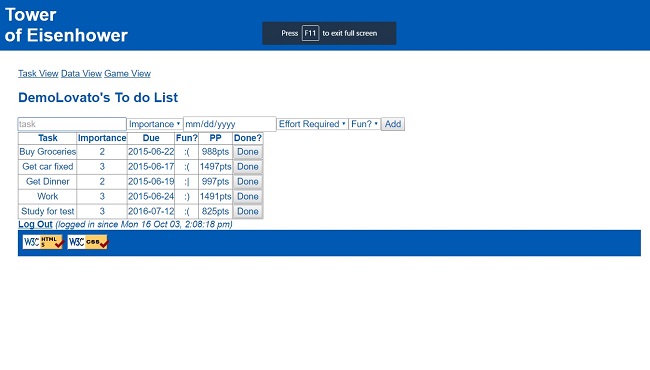 Tower
of Eisenhower
Press F11 to exit full screen
Task View Data View Game View
DemoLovato's To do List
task Importance mm/dd/yyyy Effort Required Fun? Add
Task Importance Due Fun? PP Done?
Buy Groceries 2 2015-06-22 :( 988pts Done
Get car fixed 3 2015-06-17 :( 1497pts Done
Get Dinner 2 2015-06-19 :| 997pts Done
Work 3 2015-06-24 :) 1491pts Done
Study for test 3 2016-07-12 :( 825pts Done
Log Out (logged in since Mon 16 Oct 03, 2:08:18 pm)
W3C HTML 5 W3C CSS